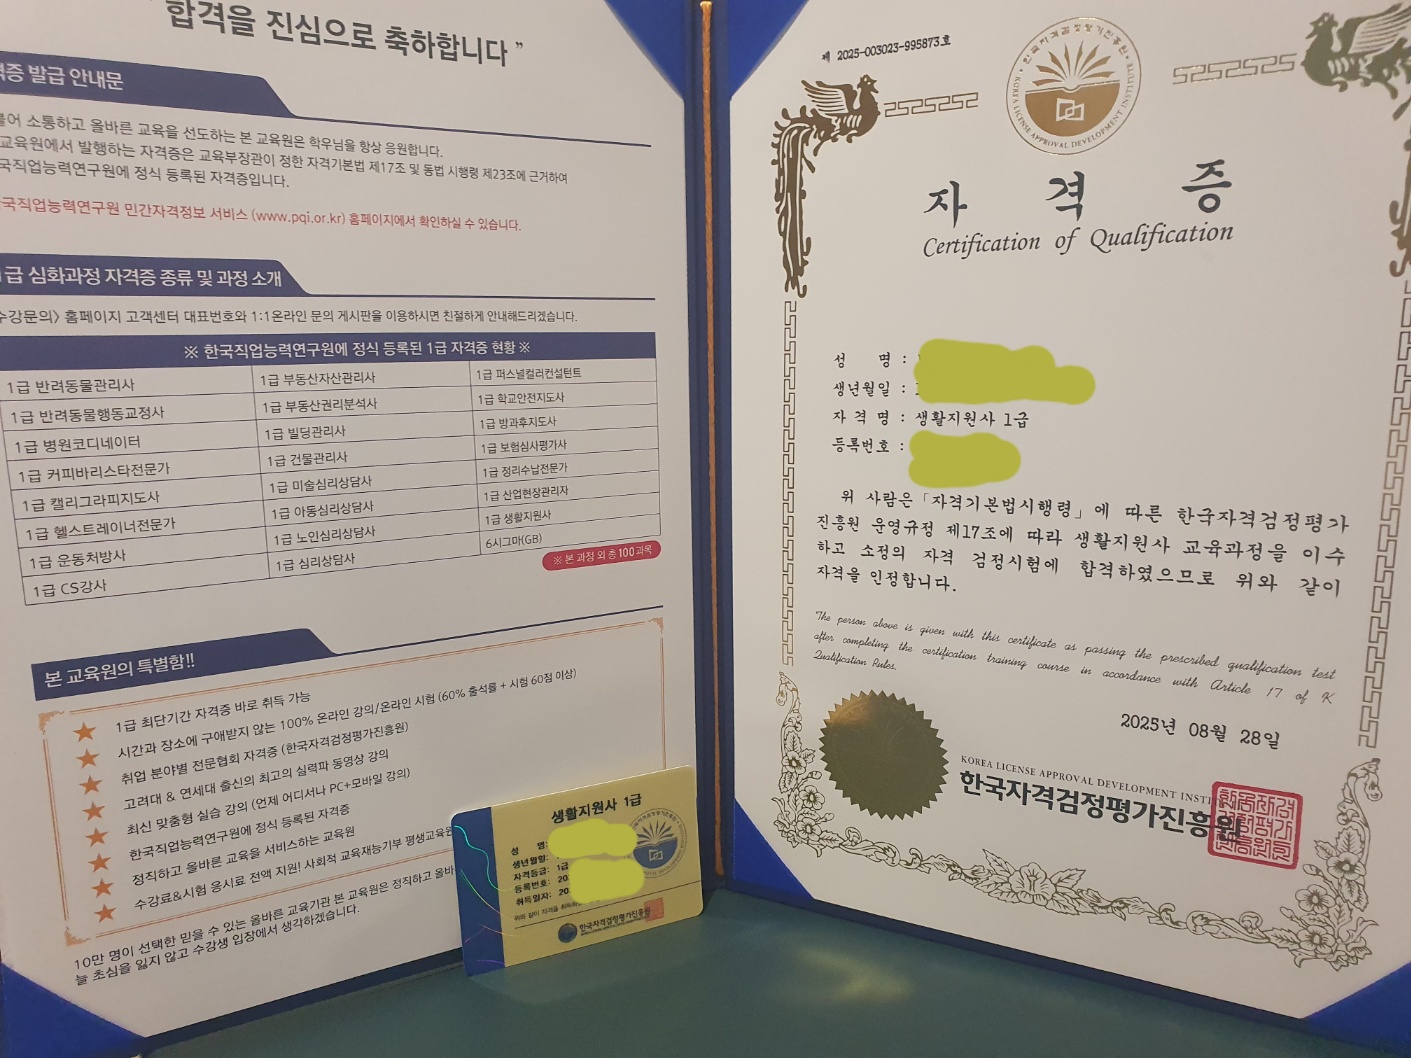 합격을 진심으로 축하합니다 ”
격증 발급 안내문
소통하고 올바른 교육을 선도하는 본 교육원은 학우님을 항상 응원합니다.
교육원에서 발행하는 자격증은 교육부장관이 정한 자격기본법 제17조 및 동법 시행령 제23조에 근거하여
국직업능력연구원에 정식 등록된 자격증입니다.
국직업능력연구원 민간자격정보 서비스 (www.pqi.or.kr) 홈페이지에서 확인하실 수 있습니다.
급 심화과정 자격증 종류 및 과정 소개
수강문의〉 홈페이지 고객센터 대표번호와 1:1온라인 문의 게시판을 이용하시면 친절하게 안내해드리겠습니다.
※ 한국직업능력연구원에 정식 등록된 1급 자격증 현황 ※
1급 반려동물관리사 1급 부동산자산관리사 1급 퍼스널컬러컨설턴트
1급 반려동물행동교정사 1급 부동산권리분석사 1급 학교안전지도사
1급 병원코디네이터 1급 빌딩관리사 1급 방과후지도사
1급 커피바리스타전문가 1급 건물관리사 1급 보험심사평가사
1급 캘리그라피지도사 1급 미술심리상담사 1급 정리수납전문가
1급 헬스트레이너전문가 1급 아동심리상담사 1급 산업현장관리자
1급 운동처방사 1급 노인심리상담사 1급 생활지원사
1급 CS강사 1급 심리상담사 6시그마(GB)
※ 본 과정 외 총 100과목
본 교육원의 특별함!!
1급 최단기간 자격증 바로 취득 가능
시간과 장소에 구애받지 않는 100% 온라인 강의/온라인 시험 (60% 출석률 + 시험 60점 이상)
취업 분야별 전문협회 자격증 (한국자격검정평가진흥원)
고려대 & 연세대 출신의 최고의 실력파 동영상 강의
최신 맞춤형 실습 강의 (언제 어디서나 PC+모바일 강의)
한국직업능력연구원에 정식 등록된 자격증
정직하고 올바른 교육을 서비스하는 교육원
수강료&시험 응시료 전액 지원! 사회적 교육재능기부 평생교육원
10만 명이 선택한 믿을 수 있는 올바른 교육기관 본 교육원은 정직하고 올바
늘 초심을 잃지 않고 수강생 입장에서 생각하겠습니다.
생활지원사 1급
성 명:
생년월일:
자격등급: 1급
등록번호: 20
취득일자: 20
위와 같이 자격을 취득
한국자격검정평가진흥원
제 2025-003023-995873호
한국자격검정평가진흥원
KOREA LICENSE APPROVAL DEVELOPMENT INSTITUTE
자 격 증
Certification of Qualification
성 명 :
생년월일 :
자 격 명 : 생활지원사 1급
등록번호 :
위 사람은「자격기본법시행령」에 따른 한국자격검정평가
진흥원 운영규정 제17조에 따라 생활지원사 교육과정을 이수
하고 소정의 자격 검정시험에 합격하였으므로 위와 같이
자격을 인정합니다.
The person above is given with this certificate as passing the prescribed qualification test
after completing the certification training course in accordance with Article 17 of K
Qualification Rules.
2025년 08월 28일
KOREA LICENSE APPROVAL DEVELOPMENT INSTI
한국자격검정평가진흥원